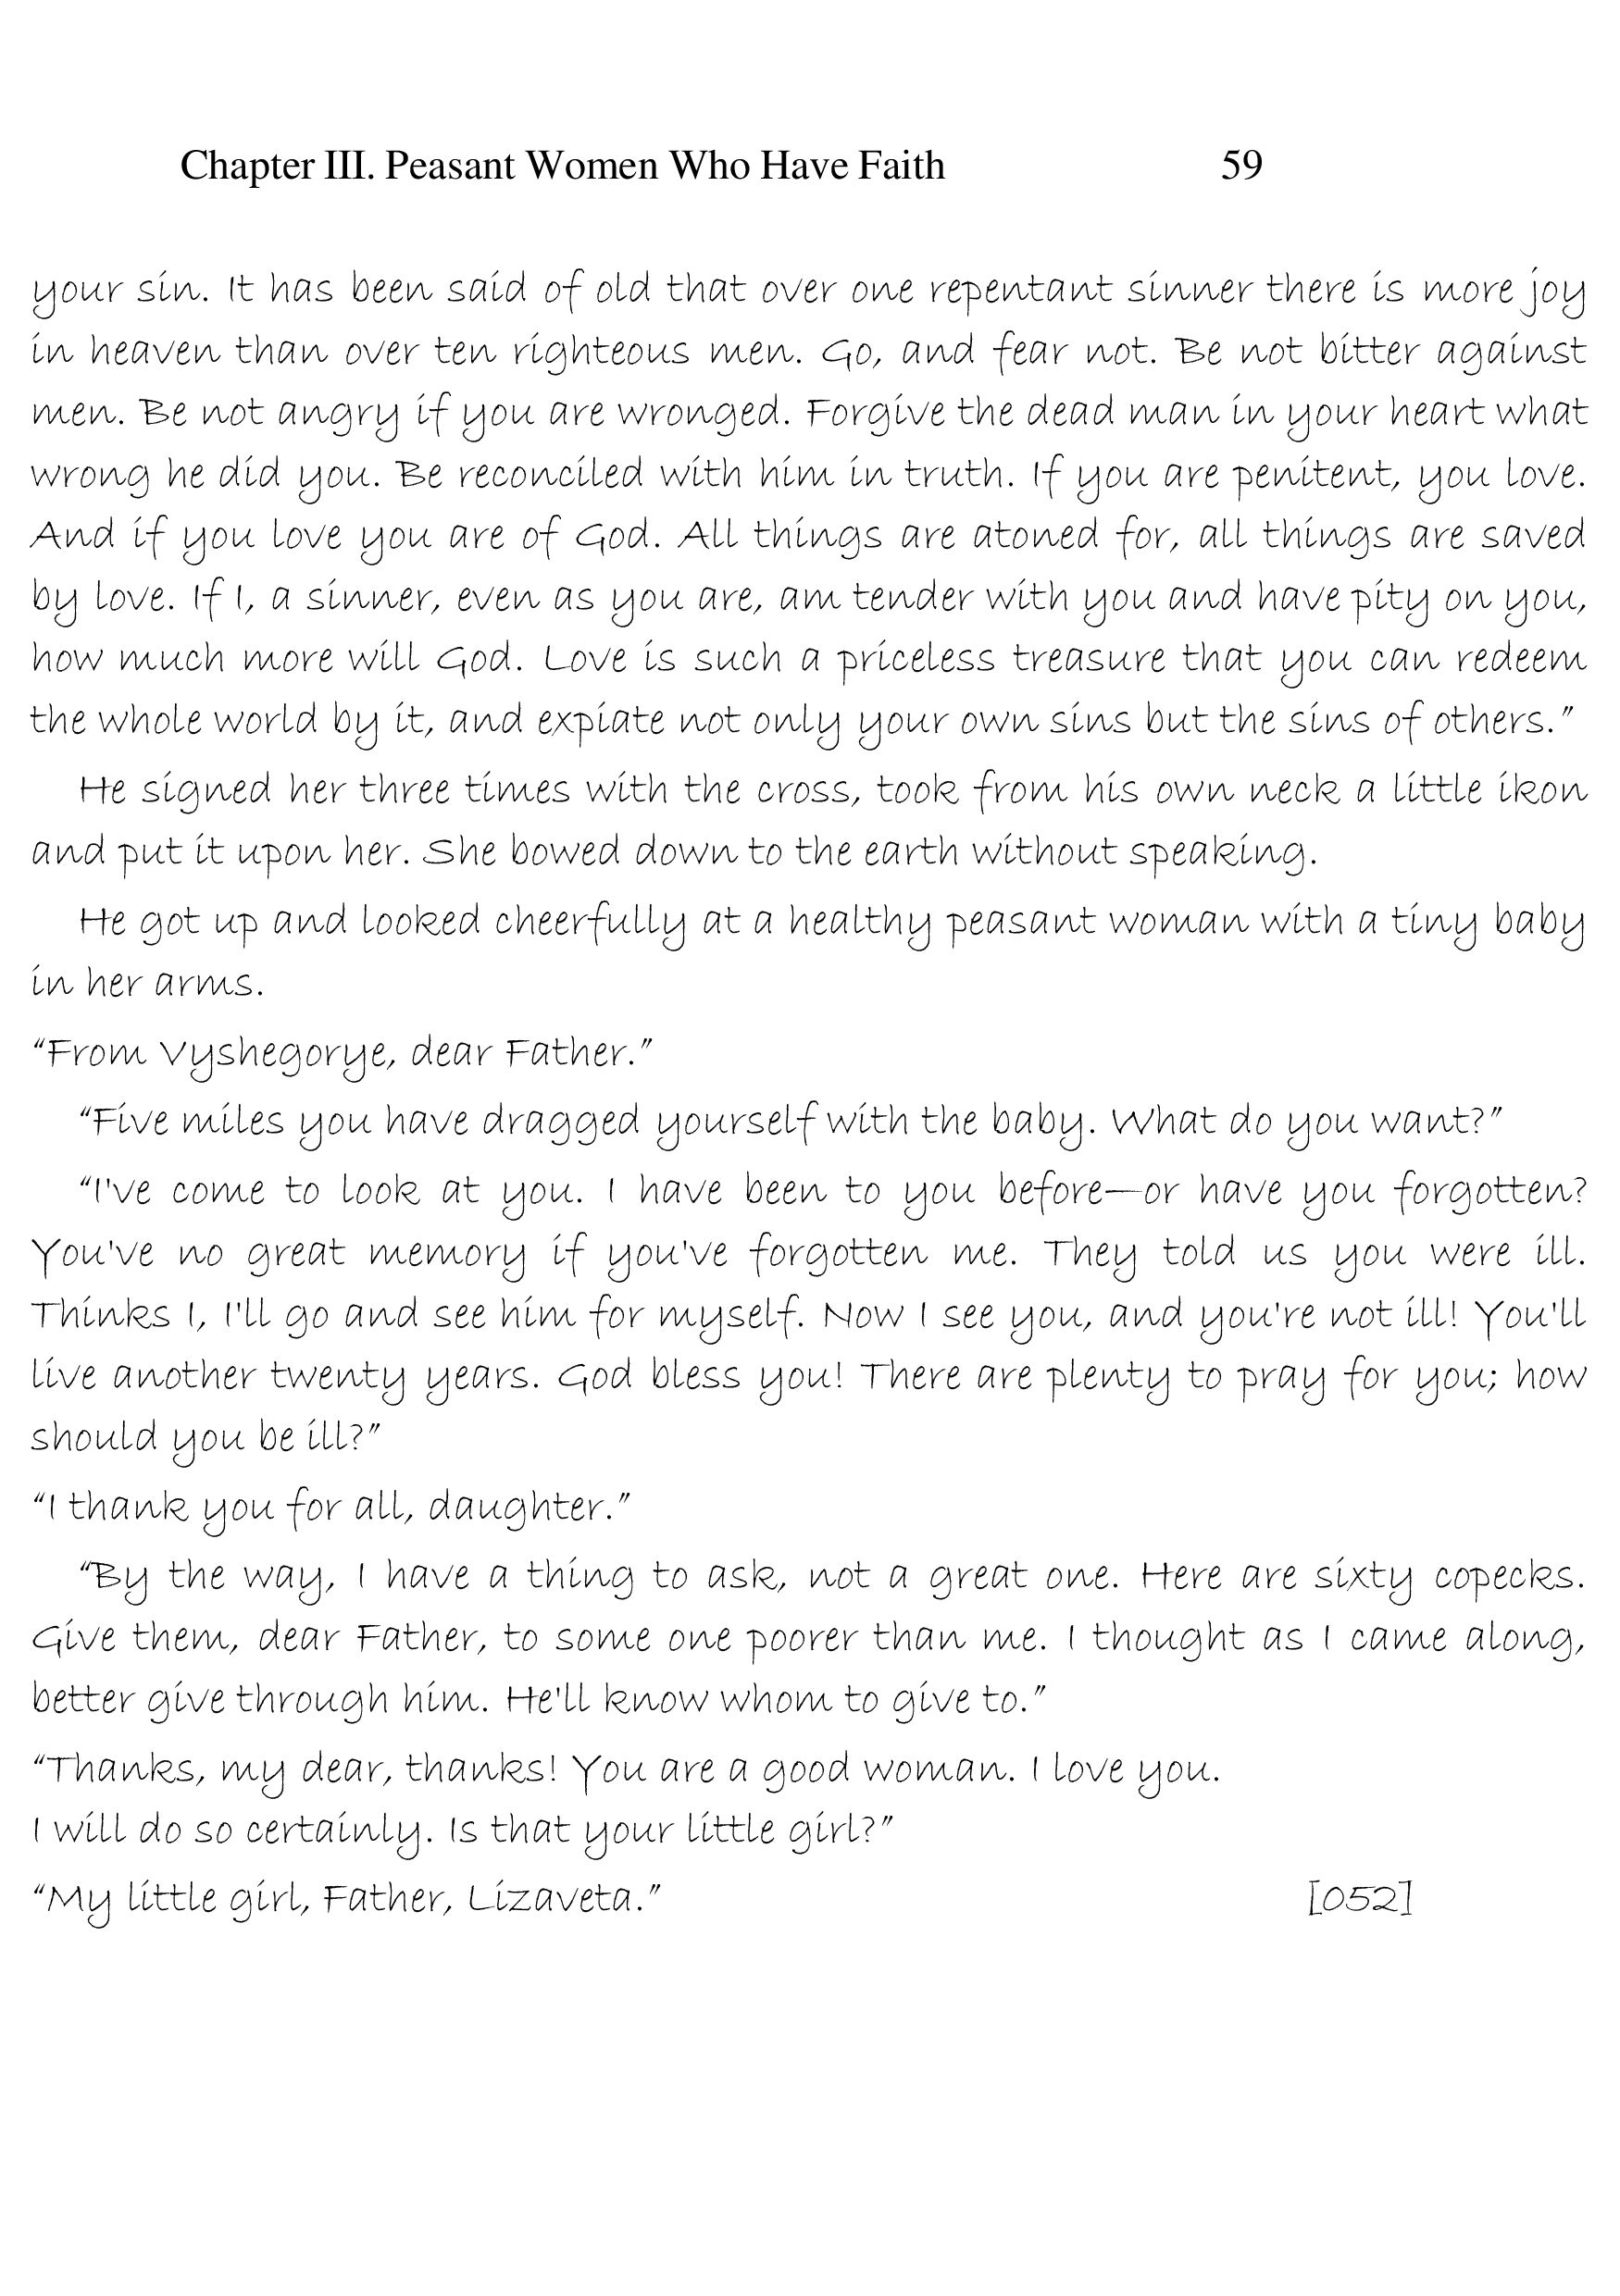 Chapter III. Peasant Women Who Have Faith 59
your sin. It has been said of old that over one repentant sinner there is more joy
in heaven than over ten righteous men. Go, and fear not. Be not bitter against
men. Be not angry if you are wronged. Forgive the dead man in your heart what
wrong he did you. Be reconciled with him in truth. If you are penitent, you love.
And if you love you are of God. All things are atoned for, all things are saved
by love. If I, a sinner, even as you are, am tender with you and have pity on you,
how much more will God. Love is such a priceless treasure that you can redeem
the whole world by it, and expiate not only your own sins but the sins of others.”
He signed her three times with the cross, took from his own neck a little ikon
and put it upon her. She bowed down to the earth without speaking.
He got up and looked cheerfully at a healthy peasant woman with a tiny baby
in her arms.
“From Vyshegorye, dear Father.”
“Five miles you have dragged yourself with the baby. What do you want?”
“I've come to look at you. I have been to you before—or have you forgotten?
You've no great memory if you've forgotten me. They told us you were ill.
Thinks I, I'll go and see him for myself. Now I see you, and you're not ill! You'll
live another twenty years. God bless you! There are plenty to pray for you; how
should you be ill?”
“I thank you for all, daughter.”
“By the way, I have a thing to ask, not a great one. Here are sixty copecks.
Give them, dear Father, to some one poorer than me. I thought as I came along,
better give through him. He'll know whom to give to.”
“Thanks, my dear, thanks! You are a good woman. I love you.
I will do so certainly. Is that your little girl?”
“My little girl, Father, Lizaveta.” [052]